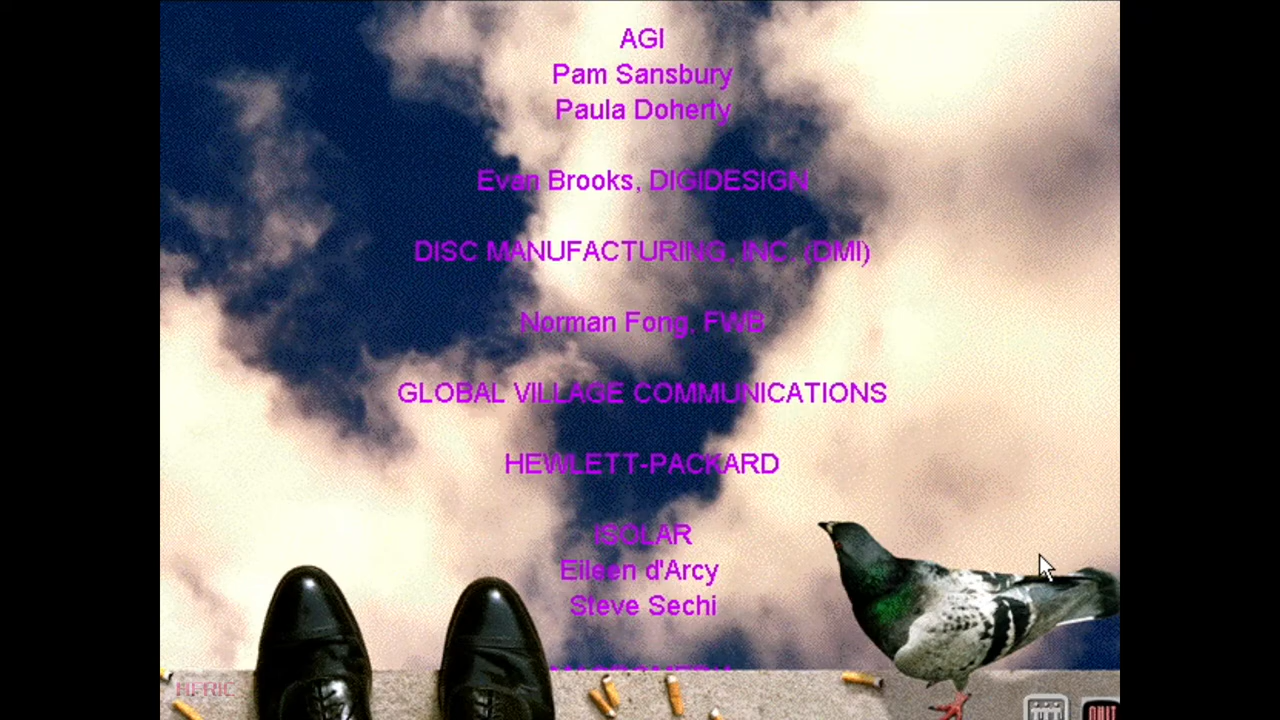 AGI
Pam Sansbury
Paula Doherty
Evan Brooks, DIGIDESIGN
DISC MANUFACTURING, INC. (DMI)
Norman Fong, FWB
GLOBAL VILLAGE COMMUNICATIONS
HEWLETT-PACKARD
ISOLAR
Eileen d'Arcy
Steve Sechi
QUIT